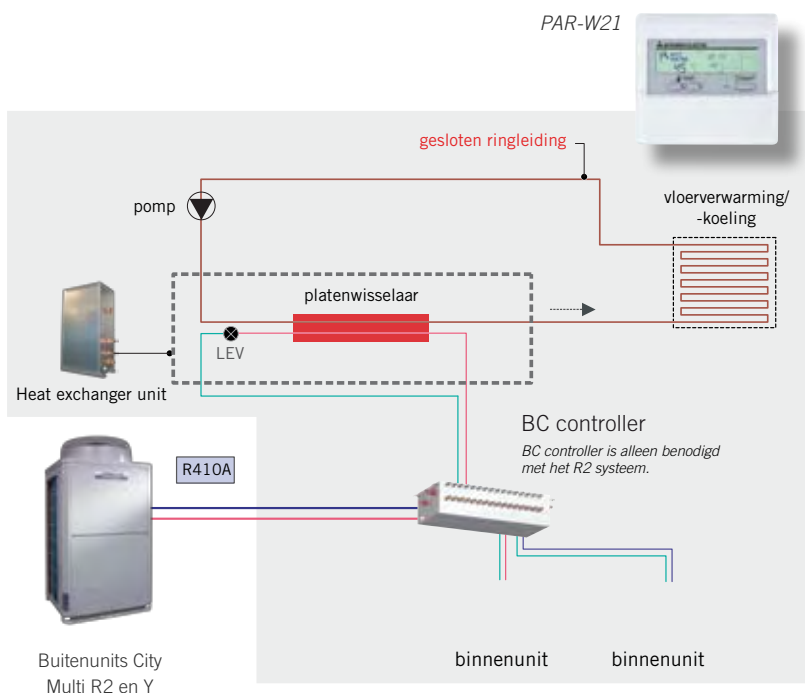 PAR-W21
gesloten ringleiding
pomp
vloerverwarming/
-koeling
platenwisselaar
LEV
Heat exchanger unit
BC controller
BC controller is alleen benodigd
met het R2 systeem.
R410A
Buitenunits City
Multi R2 en Y
binnenunit
binnenunit